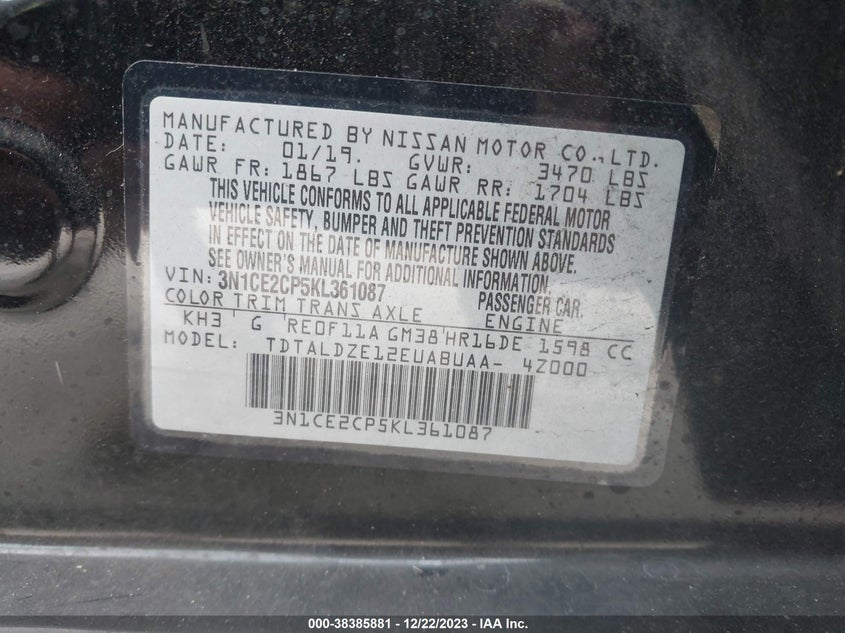 MANUFACTURED BY NISSAN MOTOR CO., LTD.
DATE: 01/19. GVWR: 3470 LBS
GAWR FR: 1867 LBS GAWR RR: 1704 LBS
THIS VEHICLE CONFORMS TO ALL APPLICABLE FEDERAL MOTOR
VEHICLE SAFETY, BUMPER AND THEFT PREVENTION STANDARDS
IN EFFECT ON THE DATE OF MANUFACTURE SHOWN ABOVE.
SEE OWNER'S MANUAL FOR ADDITIONAL INFORMATION
VIN: 3N1CE2CP5KL361087 PASSENGER CAR.
COLOR TRIM TRANS AXLE ENGINE
KH3' G 'RE0F11A GM38'HR16DE 1598 CC
MODEL: TDTALDZE12EUABUAA- 4Z000
3N1CE2CP5KL361087
000-38385881 - 12/22/2023 - IAA Inc.